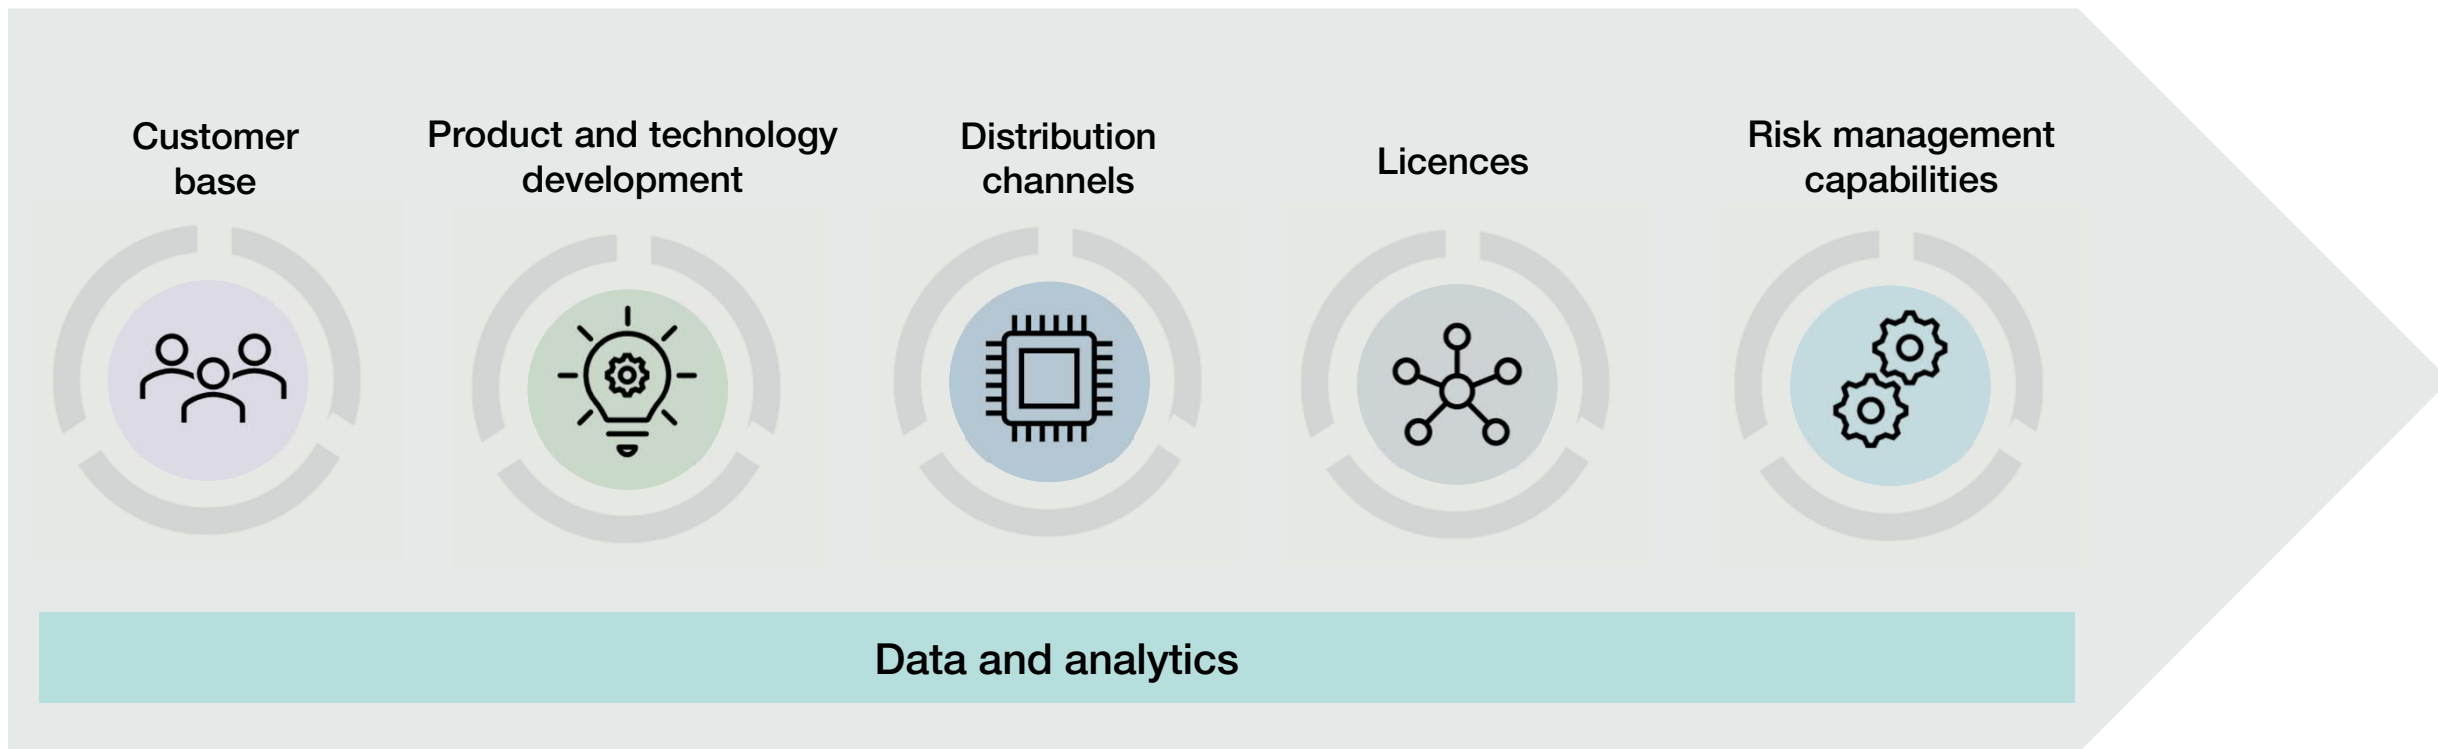 Customer
base
Product and technology
development
Distribution
channels
Licences
Risk management
capabilities
Data and analytics